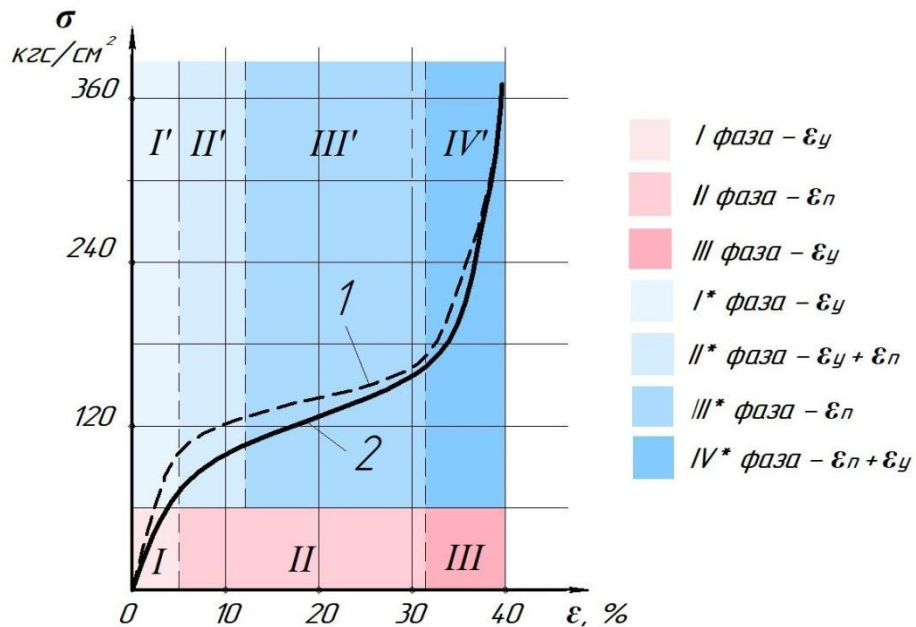 σ
кгс/см²
360
240
120
0
10
20
30
40
ε, %
I'
II'
III'
IV'
1
2
I
II
III
I фаза – εу
II фаза – εп
III фаза – εу
I* фаза – εу
II* фаза – εу + εп
III* фаза – εп
IV* фаза – εп + εу